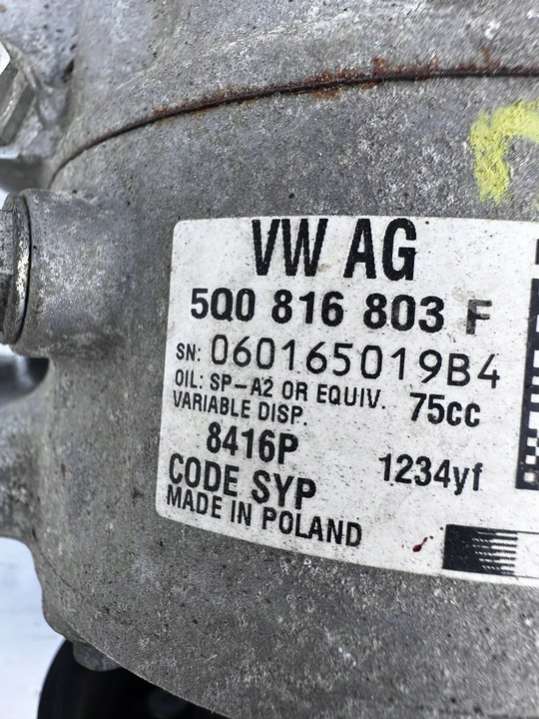 VW AG
5Q0 816 803 F
SN: 060165019B4
OIL: SP-A2 OR EQUIV. 75cc
VARIABLE DISP.
8416P 1234yf
CODE SYP
MADE IN POLAND